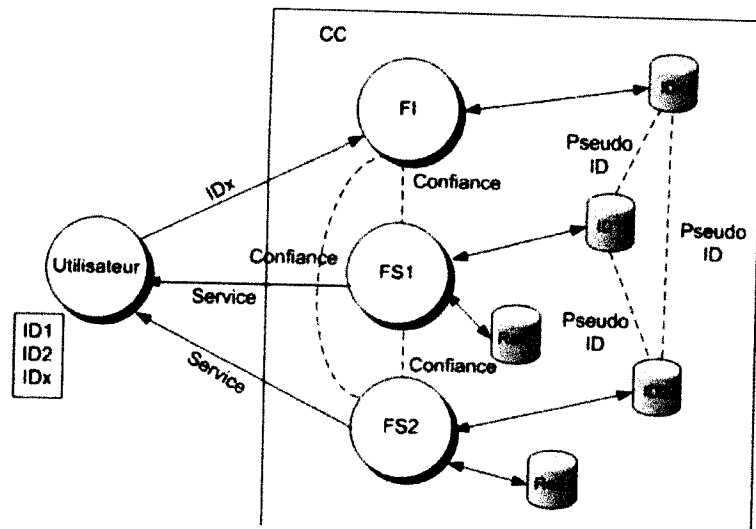 CC
FI
Pseudo
ID
IDx
Confiance
Utilisateur
Confiance
FS1
Pseudo
ID
Service
ID1
ID2
IDx
Pseudo
ID
Service
Confiance
FS2